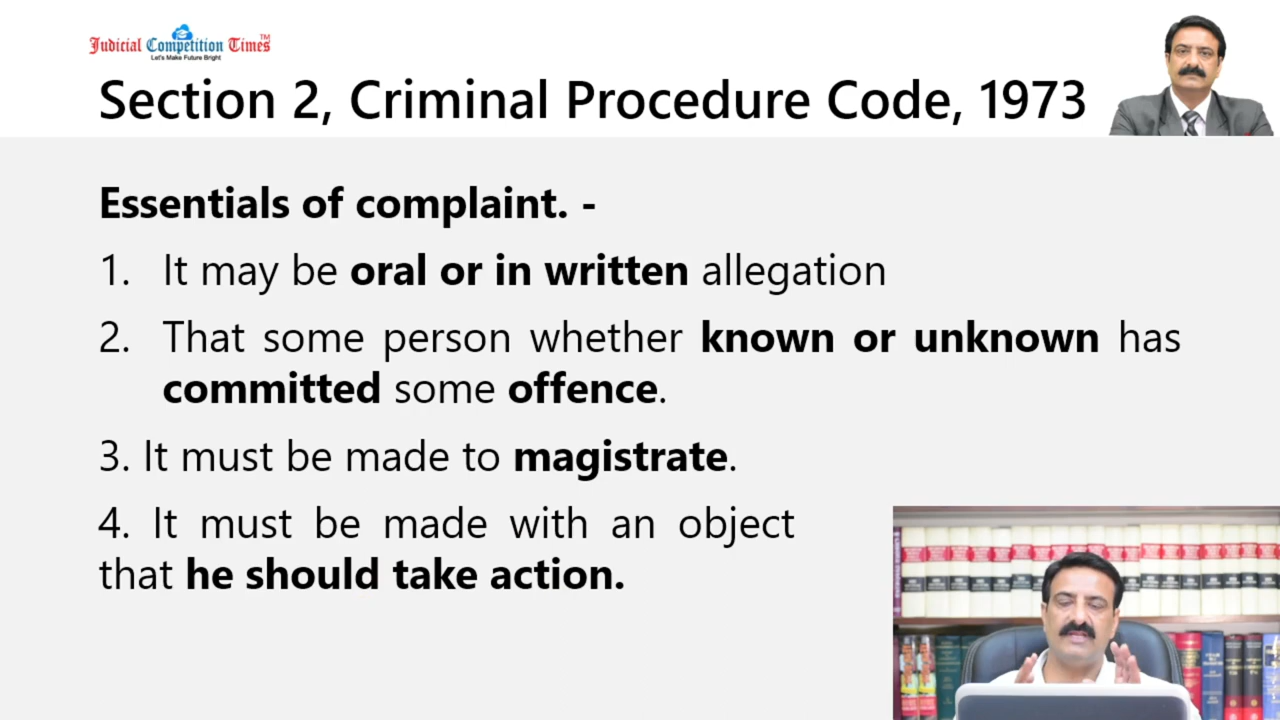 Judicial Competition Times™
Let's Make Future Bright
Section 2, Criminal Procedure Code, 1973
Essentials of complaint. -
1. It may be oral or in written allegation
2. That some person whether known or unknown has
committed some offence.
3. It must be made to magistrate.
4. It must be made with an object
that he should take action.